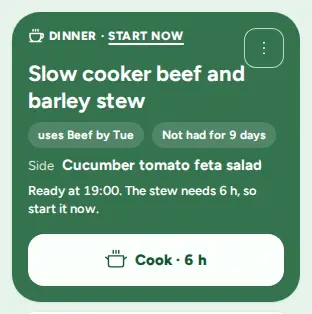 DINNER · START NOW
Slow cooker beef and
barley stew
uses Beef by Tue Not had for 9 days
Side Cucumber tomato feta salad
Ready at 19:00. The stew needs 6 h, so
start it now.
Cook · 6 h